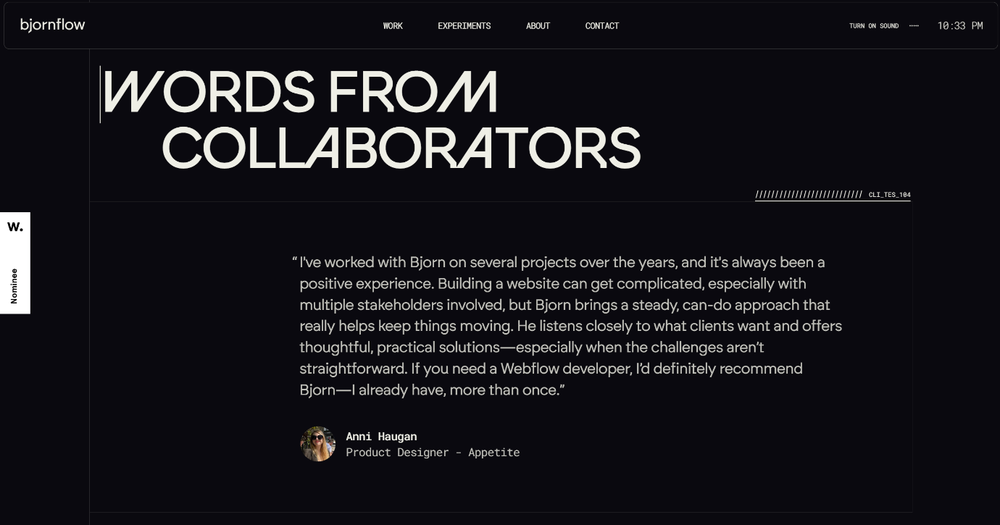 bjornflow
WORK EXPERIMENTS ABOUT CONTACT
TURN ON SOUND 10:33 PM
WORDS FROM
COLLABORATORS
/////////////////////////// CLI_TES_104
W.
Nominee
“I’ve worked with Bjorn on several projects over the years, and it's always been a
positive experience. Building a website can get complicated, especially with
multiple stakeholders involved, but Bjorn brings a steady, can-do approach that
really helps keep things moving. He listens closely to what clients want and offers
thoughtful, practical solutions—especially when the challenges aren’t
straightforward. If you need a Webflow developer, I’d definitely recommend
Bjorn—I already have, more than once.”
Anni Haugan
Product Designer - Appetite